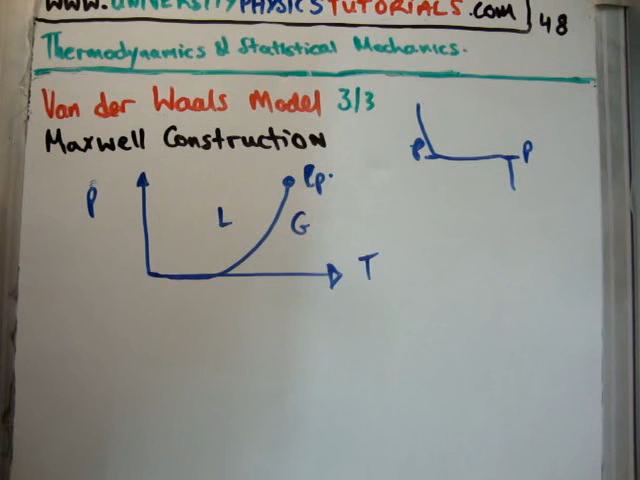 WWW.UNIVERSITYPHYSICSTUTORIALS.COM
48
Thermodynamics & Statistical Mechanics.
Van der Waals Model 3/3
Maxwell Construction
P P
P
L
G
T